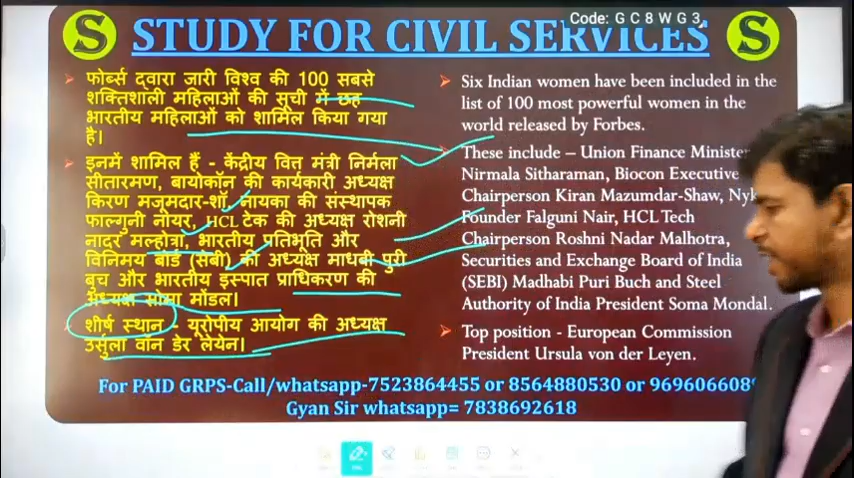 Code: G C 8 W G 3
S STUDY FOR CIVIL SERVICES S
फोर्ब्स द्वारा जारी विश्व की 100 सबसे
शक्तिशाली महिलाओं की सूची में छह
भारतीय महिलाओं को शामिल किया गया
है।
इनमें शामिल हैं - केंद्रीय वित्त मंत्री निर्मला
सीतारमण, बायोकॉन की कार्यकारी अध्यक्ष
किरण मजूमदार-शॉ, नायका की संस्थापक
फाल्गुनी नायर, HCL टेक की अध्यक्ष रोशनी
नादर मल्होत्रा, भारतीय प्रतिभूति और
विनिमय बोर्ड (सेबी) की अध्यक्ष माधबी पुरी
बुच और भारतीय इस्पात प्राधिकरण की
अध्यक्ष सोमा मोंडल।
शीर्ष स्थान - यूरोपीय आयोग की अध्यक्ष
उर्सुला वॉन डेर लेयेन।
Six Indian women have been included in the
list of 100 most powerful women in the
world released by Forbes.
These include – Union Finance Minister
Nirmala Sitharaman, Biocon Executive
Chairperson Kiran Mazumdar-Shaw,
Founder Falguni Nair, HCL Tech
Chairperson Roshni Nadar Malhotra,
Securities and Exchange Board of India
(SEBI) Madhabi Puri Buch and Steel
Authority of India President Soma Mondal.
Top position - European Commission
President Ursula von der Leyen.
For PAID GRPS-Call/whatsapp-7523864455 or 8564880530 or
Gyan Sir whatsapp= 7838692618